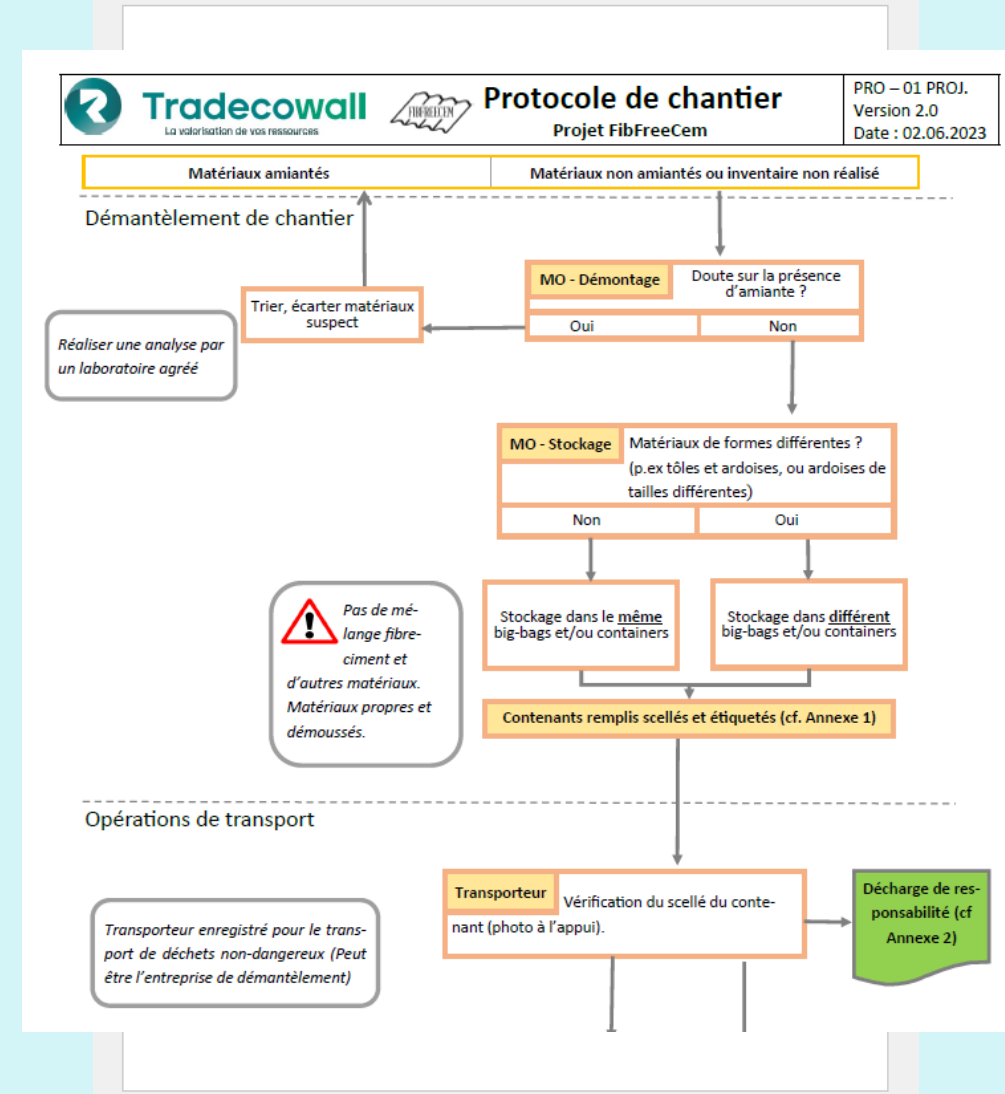 Tradecowall
La valorisation de vos ressources
FIBFREECEM
Protocole de chantier
Projet FibFreeCem
PRO – 01 PROJ.
Version 2.0
Date : 02.06.2023
Matériaux amiantés
Matériaux non amiantés ou inventaire non réalisé
Démantèlement de chantier
MO - Démontage
Doute sur la présence
d'amiante ?
Oui
Non
Trier, écarter matériaux
suspect
Réaliser une analyse par
un laboratoire agréé
MO - Stockage
Matériaux de formes différentes ?
(p.ex tôles et ardoises, ou ardoises de
tailles différentes)
Non
Oui
Pas de mé-
lange fibre-
ciment et
d'autres matériaux.
Matériaux propres et
démoussés.
Stockage dans le même
big-bags et/ou containers
Stockage dans différent
big-bags et/ou containers
Contenants remplis scellés et étiquetés (cf. Annexe 1)
Opérations de transport
Transporteur
Vérification du scellé du conte-
nant (photo à l'appui).
Décharge de res-
ponsabilité (cf
Annexe 2)
Transporteur enregistré pour le trans-
port de déchets non-dangereux (Peut
être l'entreprise de démantèlement)